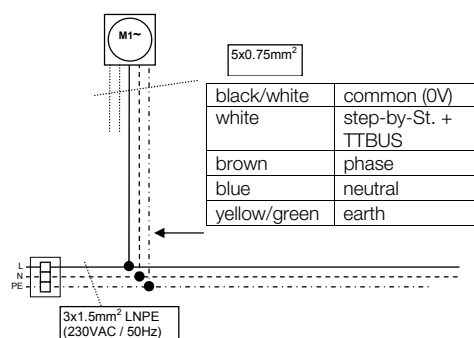 M1~
5x0.75mm²
black/white common (0V)
white step-by-St. +
TTBUS
brown phase
blue neutral
yellow/green earth
L
N
PE
3x1.5mm² LNPE
(230VAC / 50Hz)